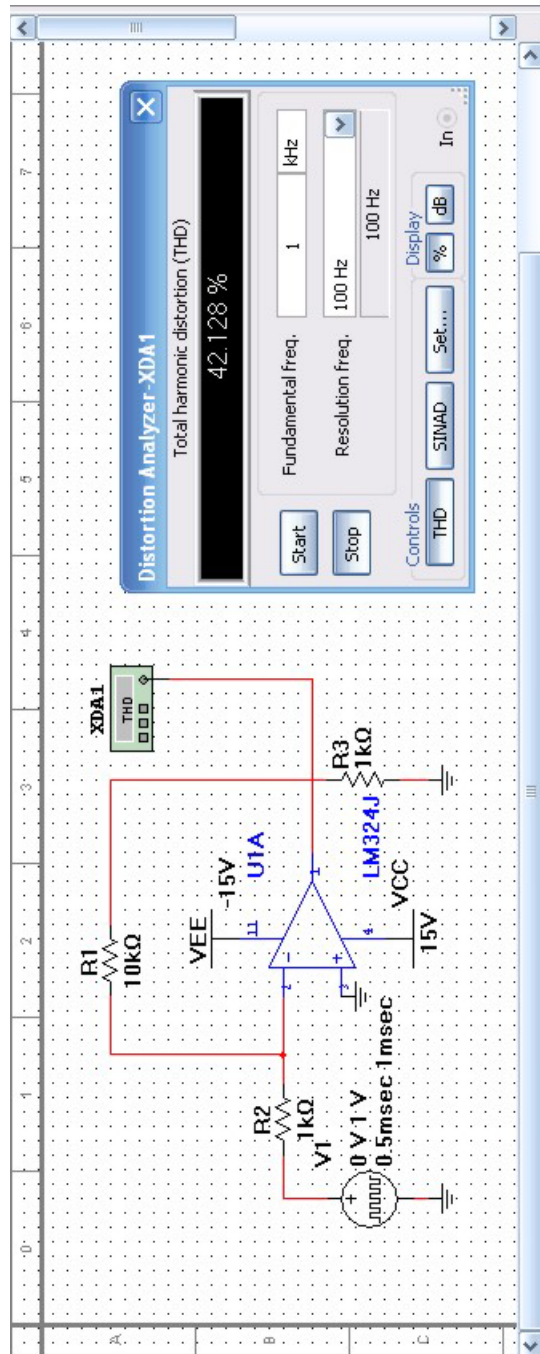 0
1
2
3
4
5
6
7
A
B
C
XDA1
THD
R1
10kΩ
VEE
-15V
11
U1A
R2
1kΩ
2
3
1
4
R3
1kΩ
LM324J
VCC
15V
V1
0 V 1 V
0.5msec 1msec
Distortion Analyzer-XDA1
Total harmonic distortion (THD)
42.128 %
Start
Fundamental freq.
1
kHz
Stop
Resolution freq.
100 Hz
100 Hz
Controls
Display
THD
SINAD
Set...
%
dB
In